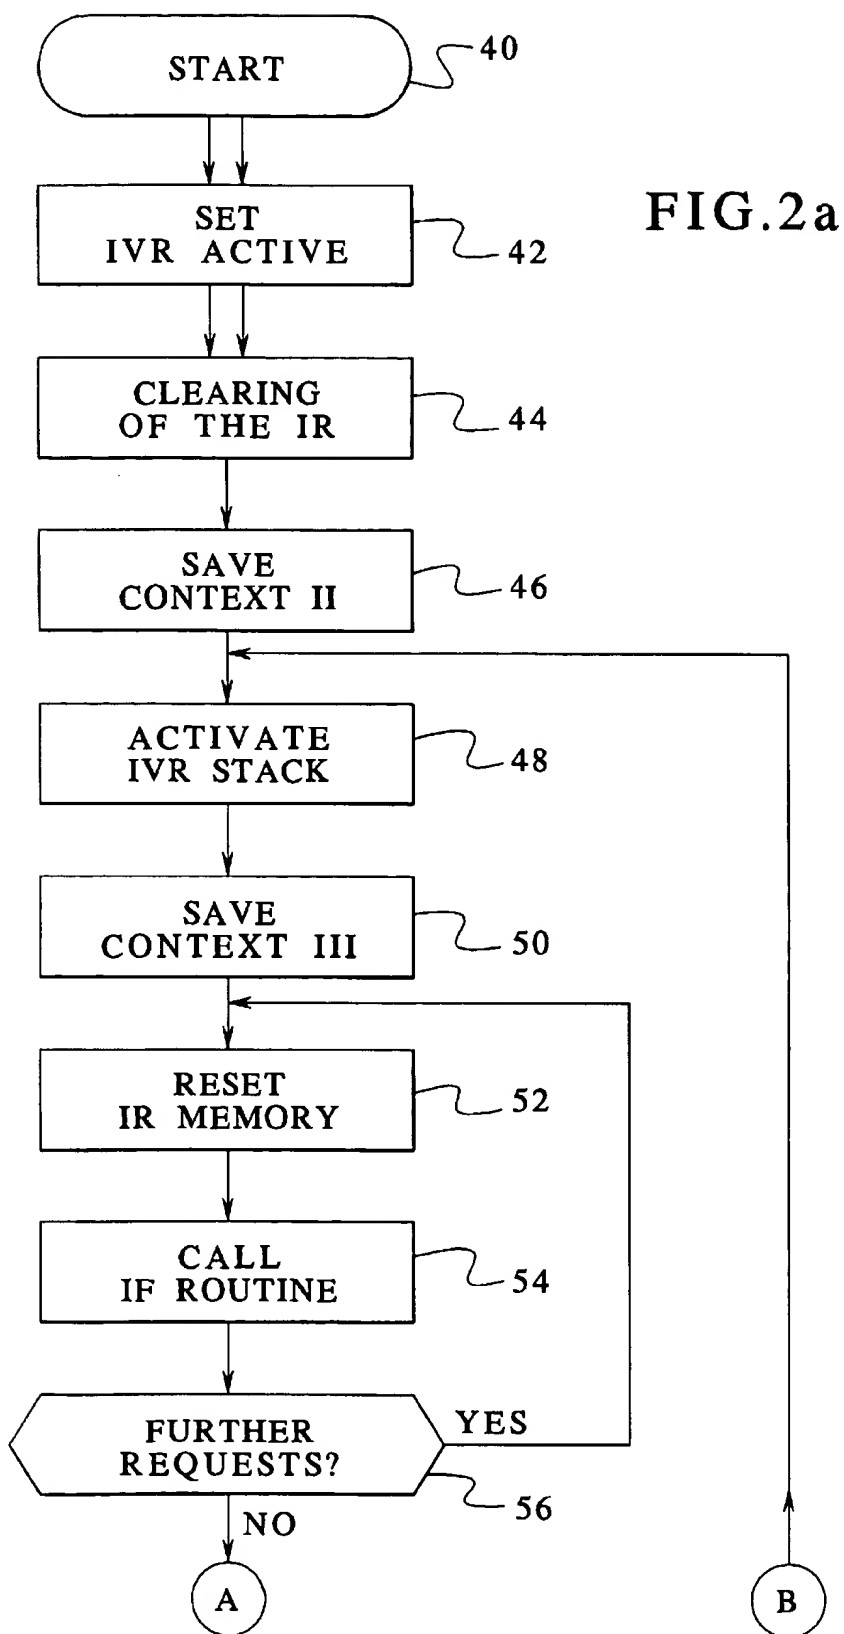 START
40
FIG.2a
SET
IVR ACTIVE
42
CLEARING
OF THE IR
44
SAVE
CONTEXT II
46
ACTIVATE
IVR STACK
48
SAVE
CONTEXT III
50
RESET
IR MEMORY
52
CALL
IF ROUTINE
54
FURTHER
REQUESTS?
YES
56
NO
A
B